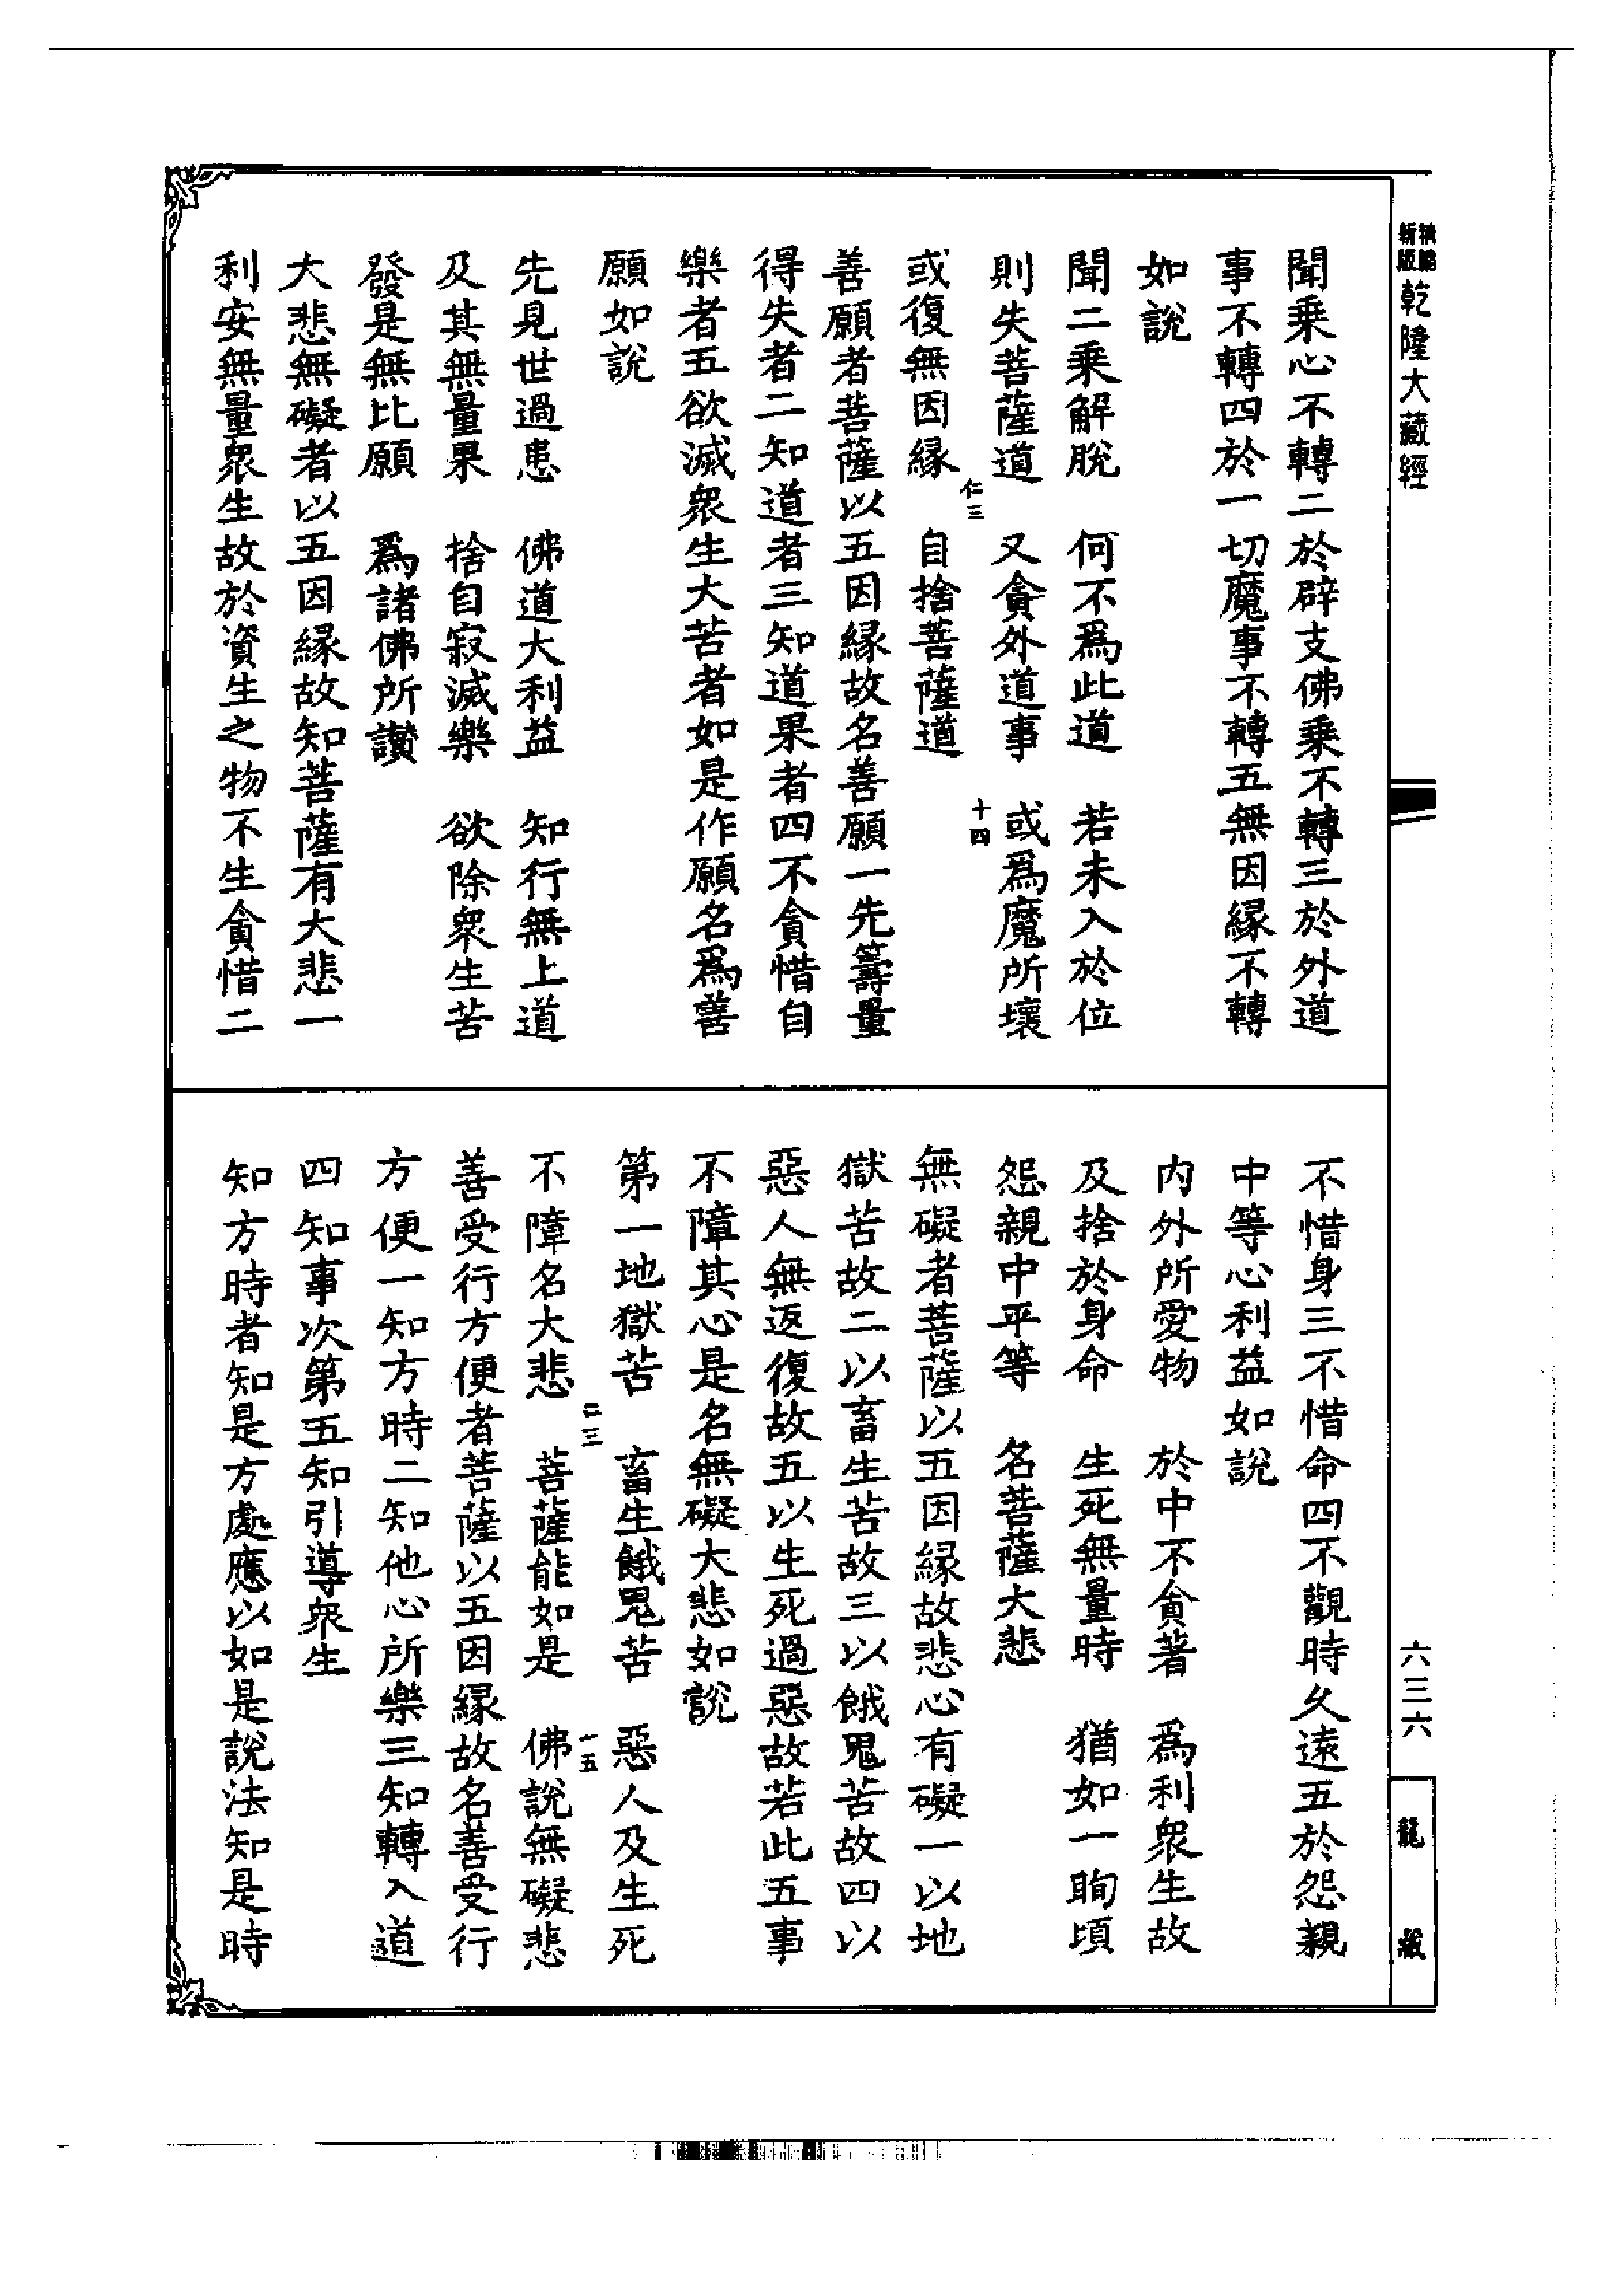 精縮
新版
乾隆大藏經
聞乘心不轉二於辟支佛乘不轉三於外道
事不轉四於一切魔事不轉五無因緣不轉
如說
聞二乘解脫　何不爲此道　若未入於位
則失菩薩道　又貪外道事　或爲魔所壞
仁三
十四
或復無因緣　自捨菩薩道
善願者菩薩以五因緣故名善願一先籌量
得失者二知道者三知道果者四不貪惜自
樂者五欲滅衆生大苦者如是作願名爲善
願如說
先見世過患　佛道大利益　知行無上道
及其無量果　捨自寂滅樂　欲除衆生苦
發是無比願　爲諸佛所讚
大悲無礙者以五因緣故知菩薩有大悲一
利安無量衆生故於資生之物不生貪惜二
不惜身三不惜命四不觀時久遠五於怨親
中等心利益如說
內外所愛物　於中不貪著　爲利衆生故
及捨於身命　生死無量時　猶如一眴頃
怨親中平等　名菩薩大悲
無礙者菩薩以五因緣故悲心有礙一以地
獄苦故二以畜生苦故三以餓鬼苦故四以
惡人無返復故五以生死過惡故若此五事
不障其心是名無礙大悲如說
第一地獄苦　畜生餓鬼苦　惡人及生死
仁三
一五
不障名大悲　菩薩能如是　佛說無礙悲
善受行方便者菩薩以五因緣故名善受行
方便一知方時二知他心所樂三知轉入道
四知事次第五知引導衆生
知方時者知是方處應以如是說法知是時
六三六
龍藏